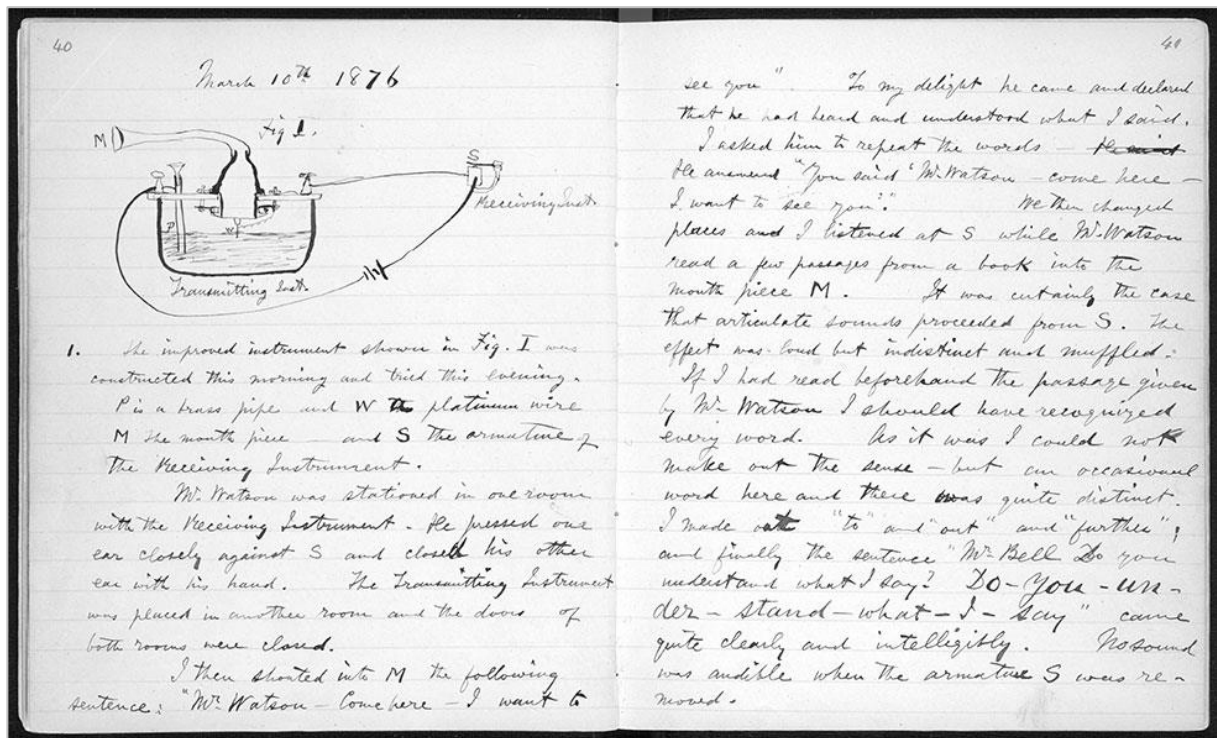 40
March 10th 1876
M
Fig 1.
S
Receiving Inst.
P
W
Transmitting Inst.
1. The improved instrument shown in Fig. I was
constructed this morning and tried this evening.
P is a brass pipe and W the platinum wire
M the mouth piece — and S the armature of
the Receiving Instrument.
Mr. Watson was stationed in one room
with the Receiving Instrument. He pressed one
ear closely against S and closed his other
ear with his hand. The Transmitting Instrument
was placed in another room and the doors of
both rooms were closed.
I then shouted into M the following
sentence: "Mr. Watson — Come here — I want to
41
see you". To my delight he came and declared
that he had heard and understood what I said.
I asked him to repeat the words —
He answered "You said 'Mr. Watson — come here —
I want to see you'." We then changed
places and I listened at S while Mr. Watson
read a few passages from a book into the
mouth piece M. It was certainly the case
that articulate sounds proceeded from S. The
effect was loud but indistinct and muffled.
If I had read beforehand the passage given
by Mr. Watson I should have recognized
every word. As it was I could not
make out the sense — but an occasional
word here and there was quite distinct.
I made out "to" and "out" and "further";
and finally the sentence "Mr. Bell Do you
understand what I say? Do-you-un-
der-stand-what-I-say" came
quite clearly and intelligibly. No sound
was audible when the armature S was re-
moved.